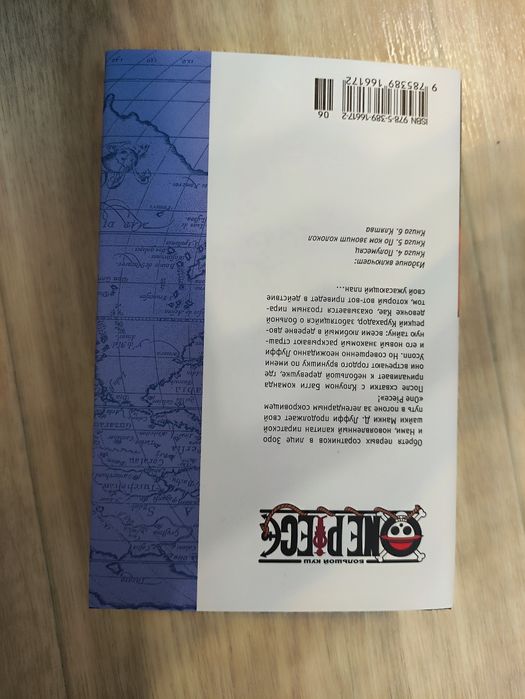 ONE PIECE
БОЛЬШОЙ КУШ
Обретя первых соратников в лице Зоро
и Нами, новоявленный капитан пиратской
шайки Манки Д. Луффи продолжает свой
путь в погоне за легендарным сокровищем
«One Piece»!
После схватки с Клоуном Багги команда
причаливает к небольшой деревушке, где
они встречают гордого врунишку по имени
Усопп. Но совершенно неожиданно Луффи
и его новый знакомый раскрывают страш-
ную тайну: всеми любимый в деревне дво-
рецкий Курахадор, заботящийся о больной
девочке Кае, оказывается грозным пира-
том, который вот-вот приведет в действие
свой ужасающий план...
Издание включает:
Книга 4. Полумесяц
Книга 5. По ком звонит колокол
Книга 6. Клятва
ISBN 978-5-389-16617-2
06
9 785389 166172